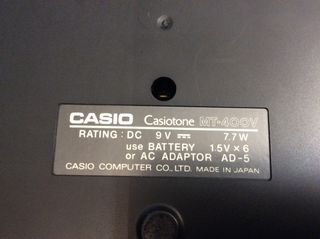 CASIO Casiotone MT-400V
RATING: DC 9V ⎓ 7.7W
use BATTERY 1.5V × 6
or AC ADAPTOR AD-5
CASIO COMPUTER CO., LTD. MADE IN JAPAN